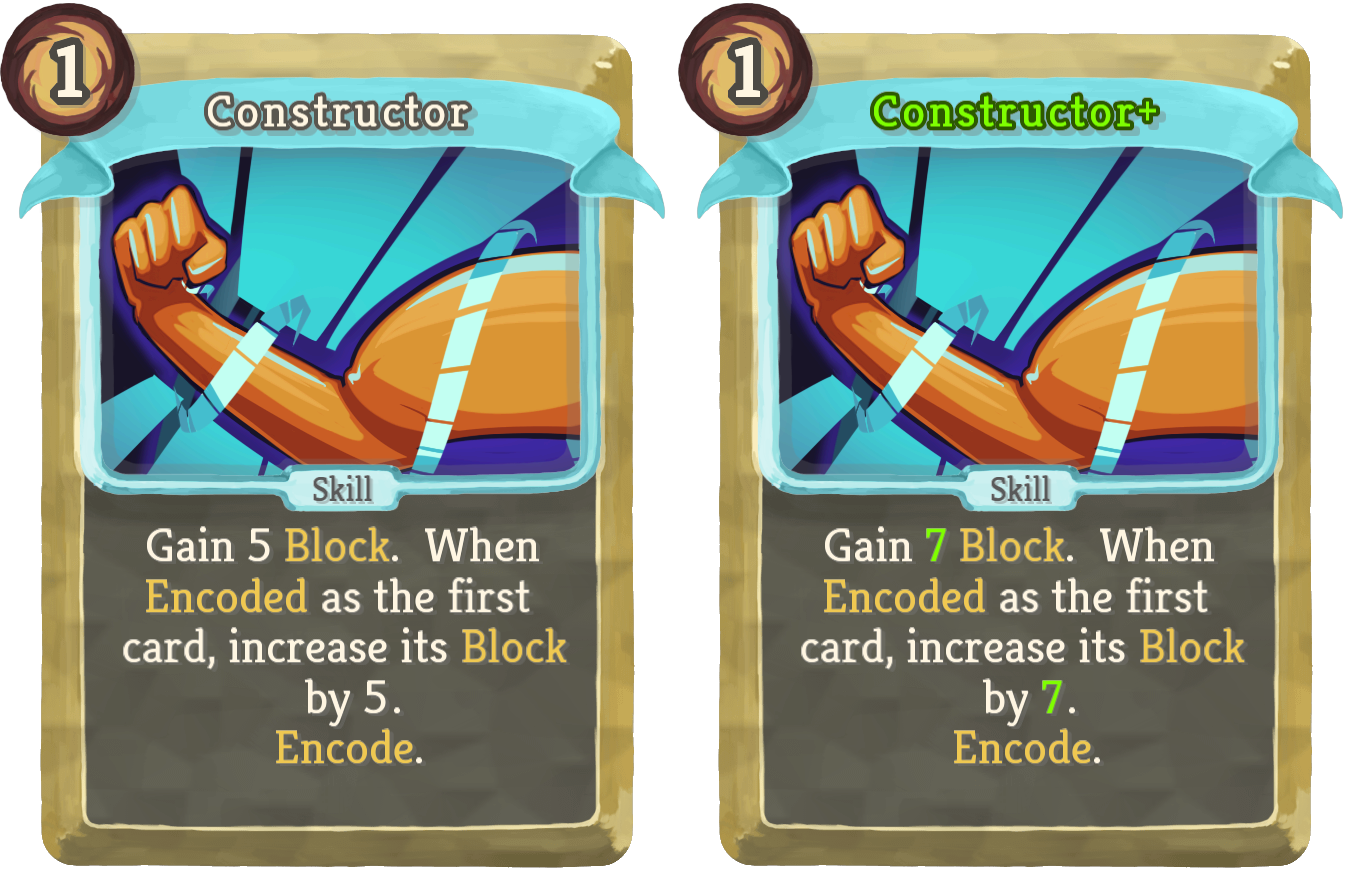 1
Constructor
Skill
Gain 5 Block. When
Encoded as the first
card, increase its Block
by 5.
Encode.
1
Constructor+
Skill
Gain 7 Block. When
Encoded as the first
card, increase its Block
by 7.
Encode.